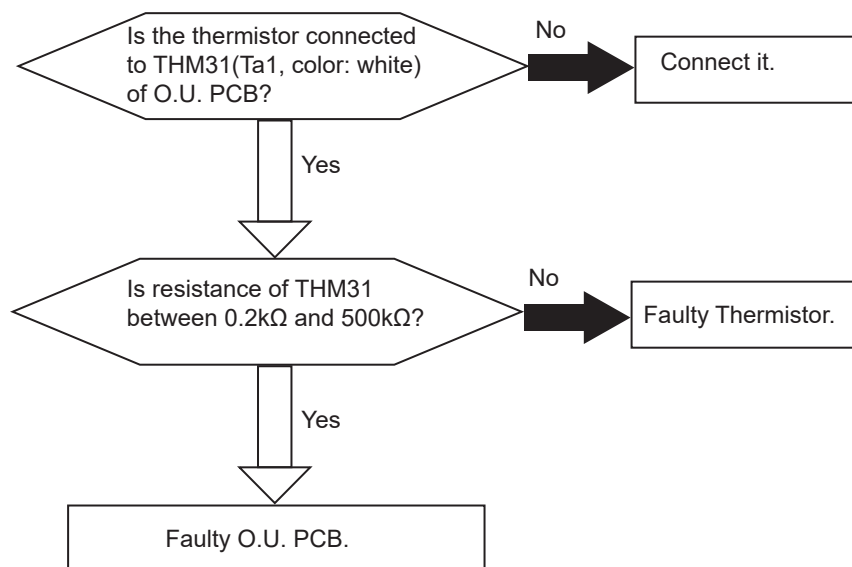 Is the thermistor connected
to THM31(Ta1, color: white)
of O.U. PCB?
No
Connect it.
Yes
Is resistance of THM31
between 0.2kΩ and 500kΩ?
No
Faulty Thermistor.
Yes
Faulty O.U. PCB.